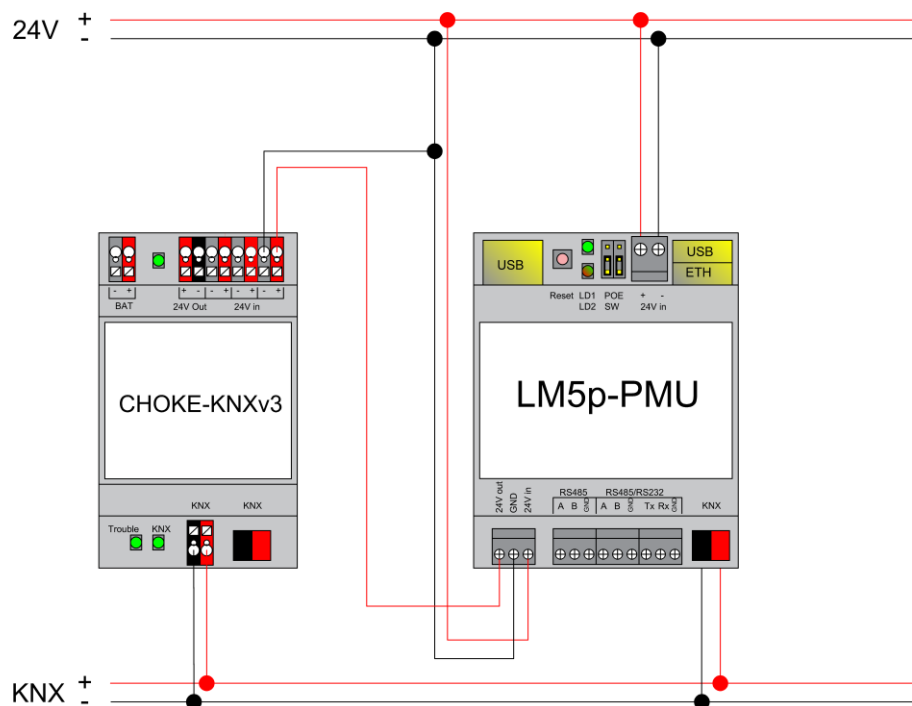 24V + -
USB
USB
ETH
- + + - - + - + - +
BAT 24V Out 24V in
Reset LD1 POE + -
LD2 SW 24V in
CHOKE-KNXv3
LM5p-PMU
24V out GND 24V in
RS485 RS485/RS232
A B GND A B GND Tx Rx GND KNX
KNX KNX
Trouble KNX
KNX + -